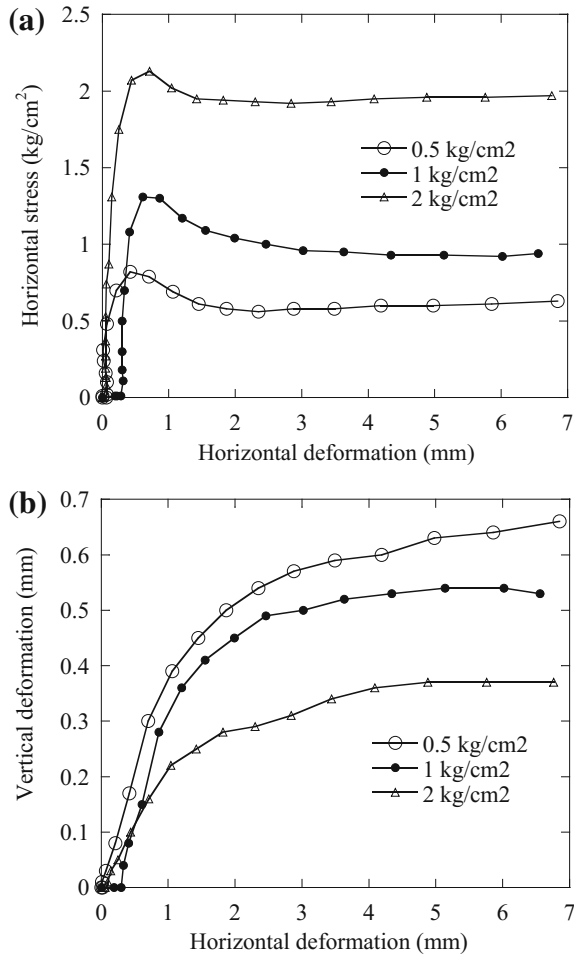 (a)
2.5
2
1.5
1
0.5
0
Horizontal stress (kg/cm²)
0.5 kg/cm2
1 kg/cm2
2 kg/cm2
0 1 2 3 4 5 6 7
Horizontal deformation (mm)
(b)
0.7
0.6
0.5
0.4
0.3
0.2
0.1
0
Vertical deformation (mm)
0.5 kg/cm2
1 kg/cm2
2 kg/cm2
0 1 2 3 4 5 6 7
Horizontal deformation (mm)